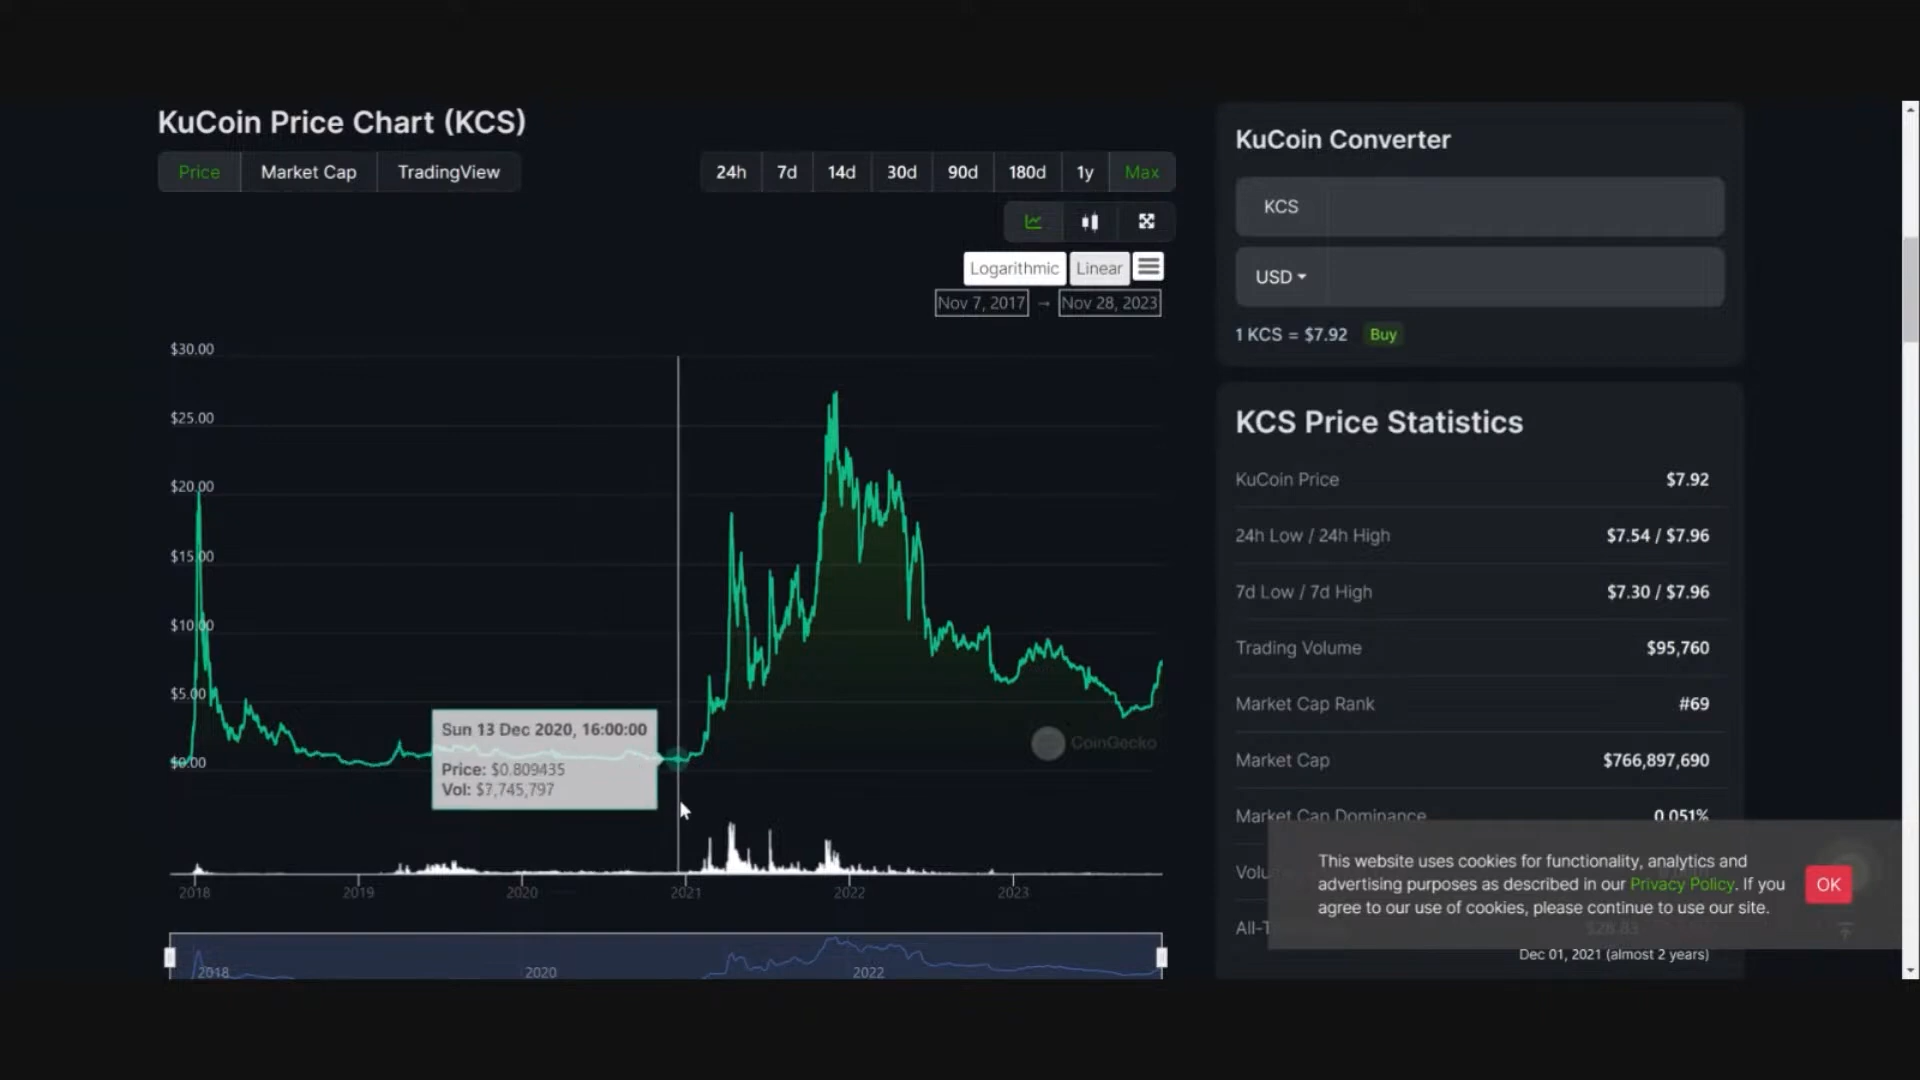 KuCoin Price Chart (KCS)
Price Market Cap TradingView
24h 7d 14d 30d 90d 180d 1y Max
Logarithmic Linear
Nov 7, 2017 → Nov 28, 2023
$30.00
$25.00
$20.00
$15.00
$10.00
$5.00
$0.00
Sun 13 Dec 2020, 16:00:00
Price: $0.809435
Vol: $7,745,797
CoinGecko
2018 2019 2020 2021 2022 2023
2018 2020 2022
KuCoin Converter
KCS
USD
1 KCS = $7.92 Buy
KCS Price Statistics
KuCoin Price $7.92
24h Low / 24h High $7.54 / $7.96
7d Low / 7d High $7.30 / $7.96
Trading Volume $95,760
Market Cap Rank #69
Market Cap $766,897,690
Market Cap Dominance 0.051%
Volu
All-T $28.83
Dec 01, 2021 (almost 2 years)
This website uses cookies for functionality, analytics and
advertising purposes as described in our Privacy Policy. If you
agree to our use of cookies, please continue to use our site.
OK